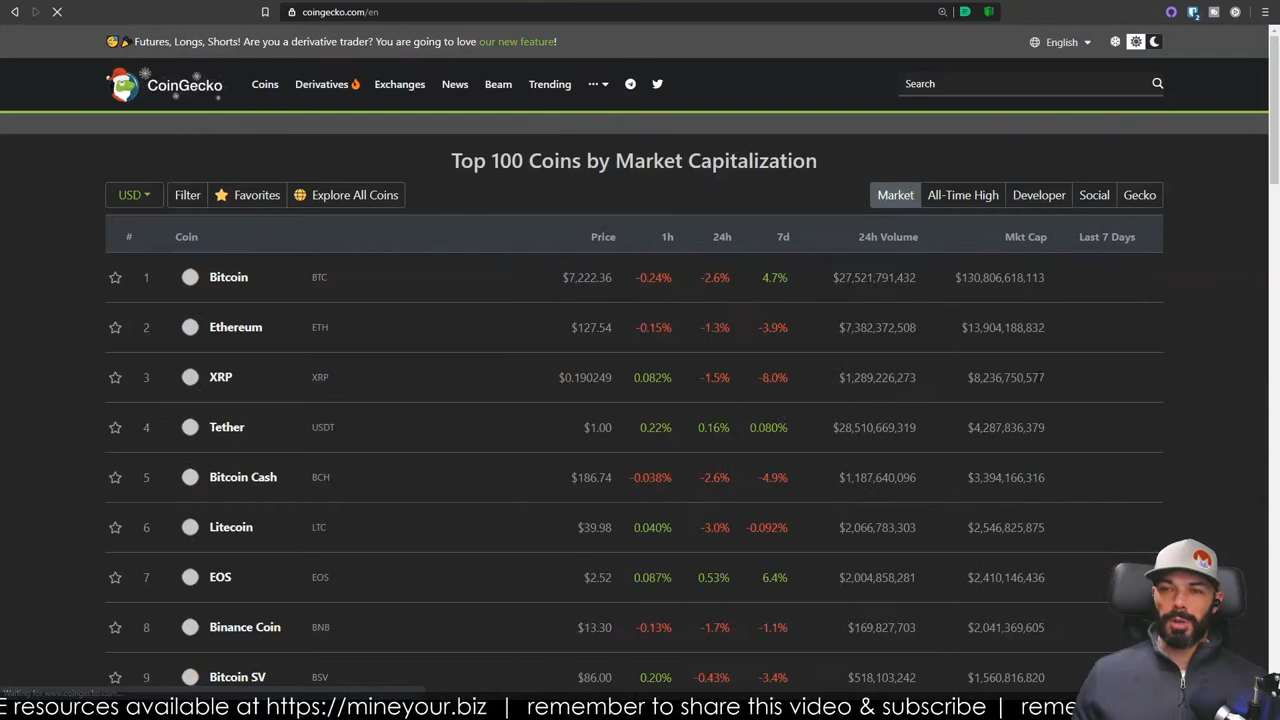 coingecko.com/en
Futures, Longs, Shorts! Are you a derivative trader? You are going to love our new feature!
English
CoinGecko Coins Derivatives Exchanges News Beam Trending Search
Top 100 Coins by Market Capitalization
USD Filter Favorites Explore All Coins Market All-Time High Developer Social Gecko
# Coin Price 1h 24h 7d 24h Volume Mkt Cap Last 7 Days
1 Bitcoin BTC $7,222.36 -0.24% -2.6% 4.7% $27,521,791,432 $130,806,618,113
2 Ethereum ETH $127.54 -0.15% -1.3% -3.9% $7,382,372,508 $13,904,188,832
3 XRP XRP $0.190249 0.082% -1.5% -8.0% $1,289,226,273 $8,236,750,577
4 Tether USDT $1.00 0.22% 0.16% 0.080% $28,510,669,319 $4,287,836,379
5 Bitcoin Cash BCH $186.74 -0.038% -2.6% -4.9% $1,187,640,096 $3,394,166,316
6 Litecoin LTC $39.98 0.040% -3.0% -0.092% $2,066,783,303 $2,546,825,875
7 EOS EOS $2.52 0.087% 0.53% 6.4% $2,004,858,281 $2,410,146,436
8 Binance Coin BNB $13.30 -0.13% -1.7% -1.1% $169,827,703 $2,041,369,605
9 Bitcoin SV BSV $86.00 0.20% -0.43% -3.4% $518,103,242 $1,560,816,820
Waiting for www.coingecko.com...
E resources available at https://mineyour.biz | remember to share this video & subscribe | reme